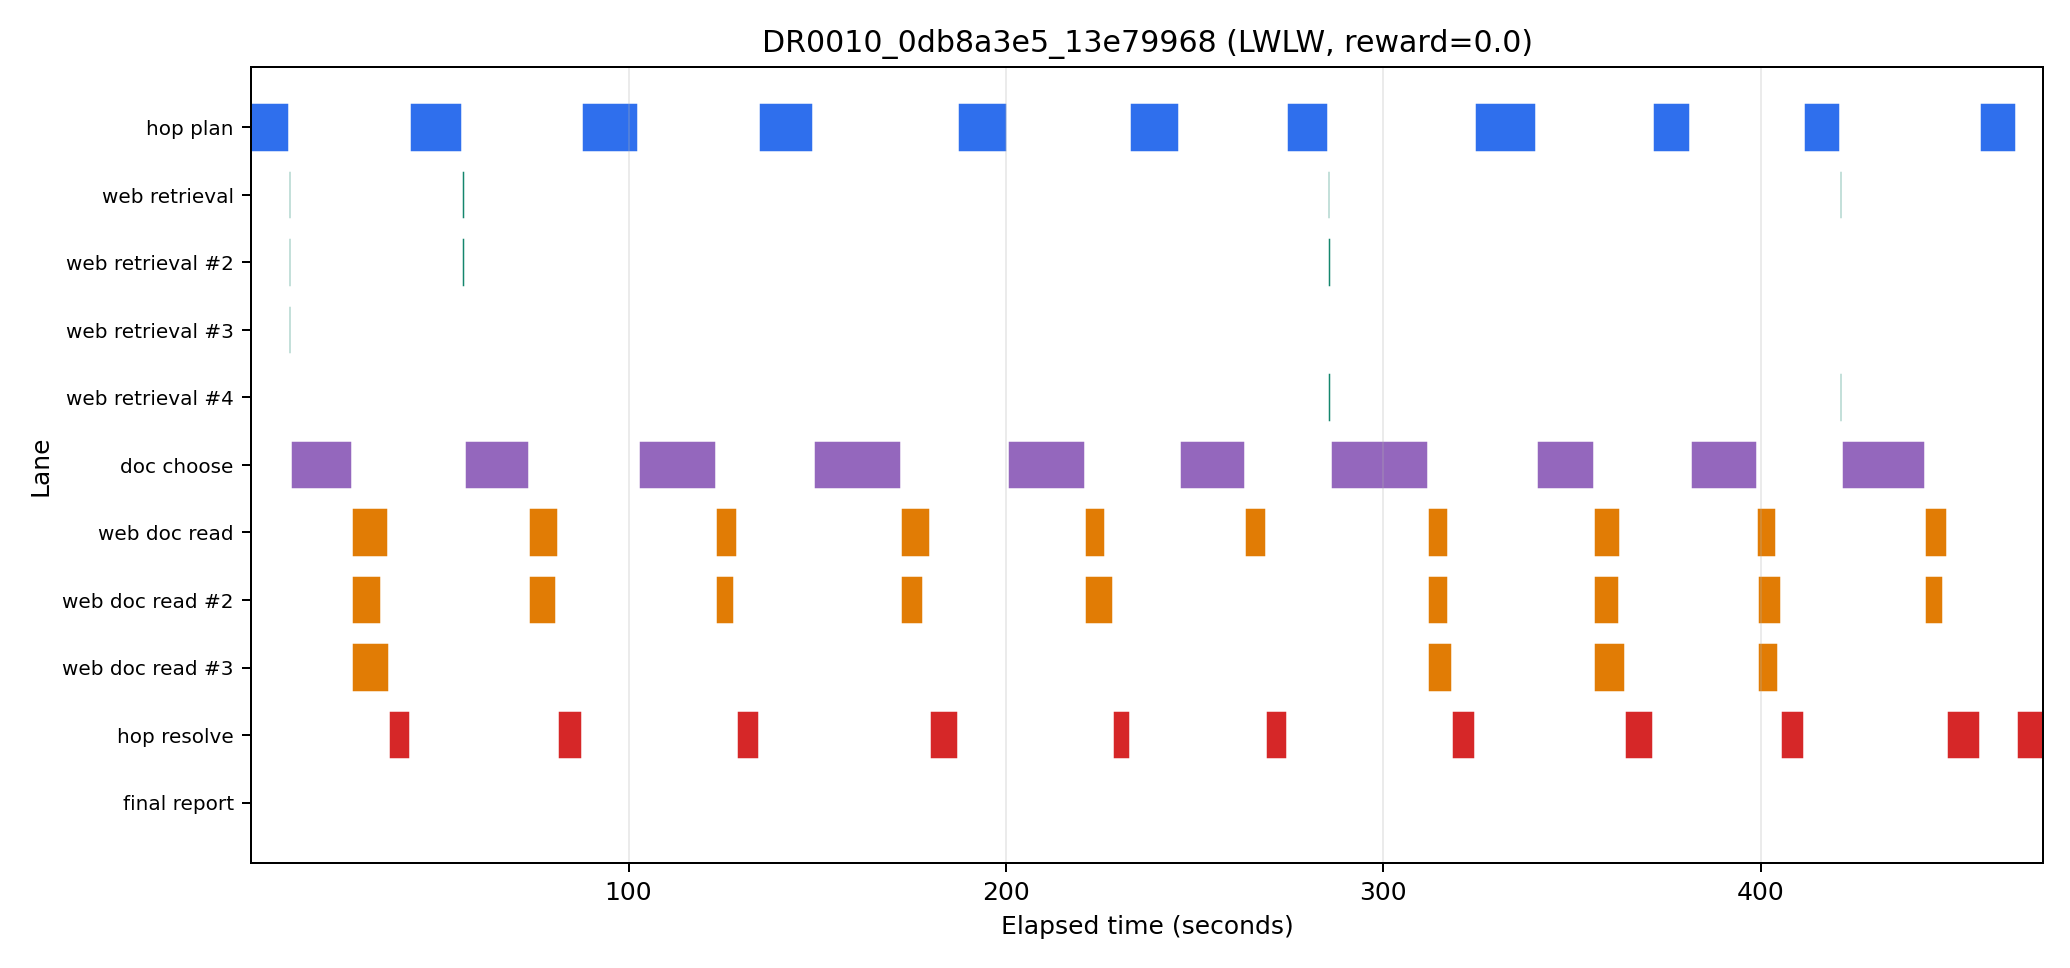 DR0010_0db8a3e5_13e79968 (LWLW, reward=0.0)
hop plan
web retrieval
web retrieval #2
web retrieval #3
web retrieval #4
doc choose
web doc read
web doc read #2
web doc read #3
hop resolve
final report
Lane
100 200 300 400
Elapsed time (seconds)